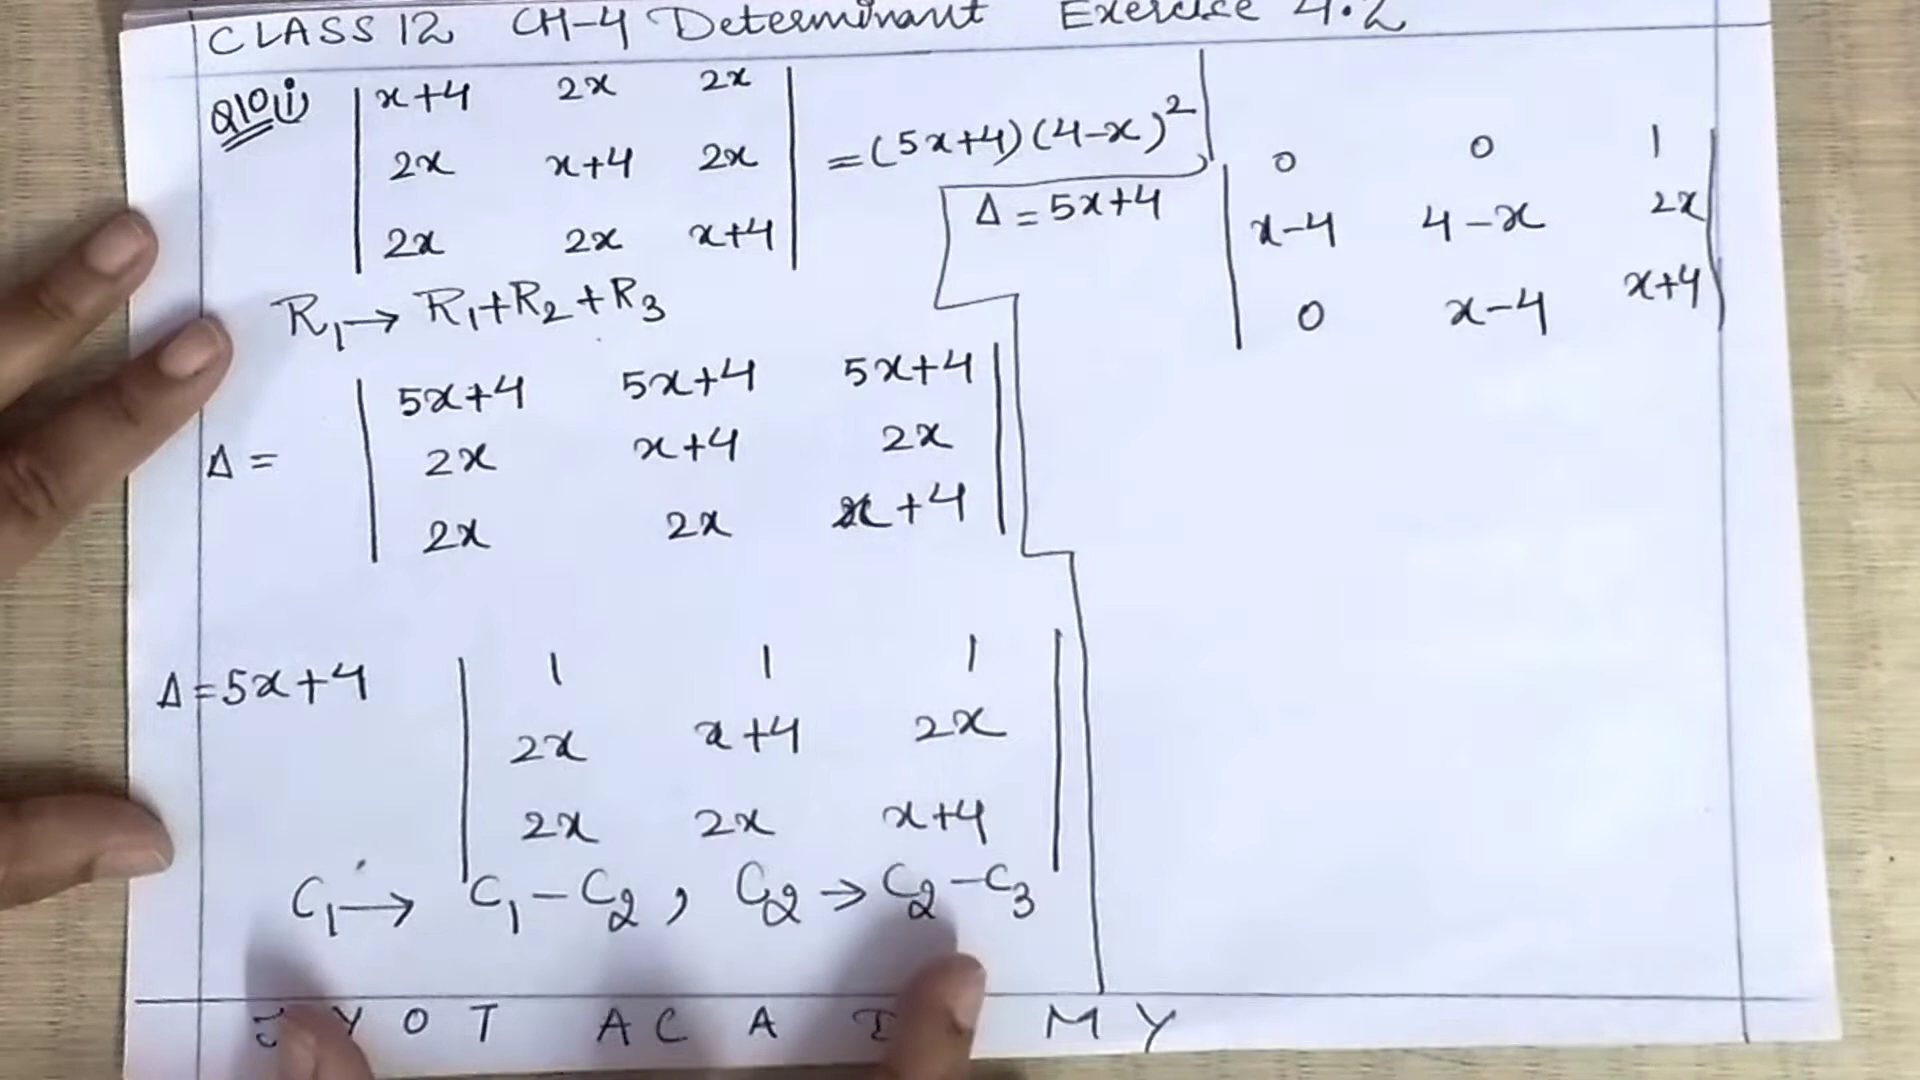 CLASS 12 CH-4 Determinant Exercise 4.2
Q10 (i) | x+4 2x 2x |
| 2x x+4 2x | = (5x+4)(4-x)²
| 2x 2x x+4 |
R₁→ R₁+R₂+R₃
| 5x+4 5x+4 5x+4 |
Δ = | 2x x+4 2x |
| 2x 2x x+4 |
Δ=5x+4 | 1 1 1 |
| 2x x+4 2x |
| 2x 2x x+4 |
C₁→ C₁-C₂, C₂→C₂-C₃
Δ=5x+4 | 0 0 1 |
| x-4 4-x 2x |
| 0 x-4 x+4 |
Y O T A C A D M Y